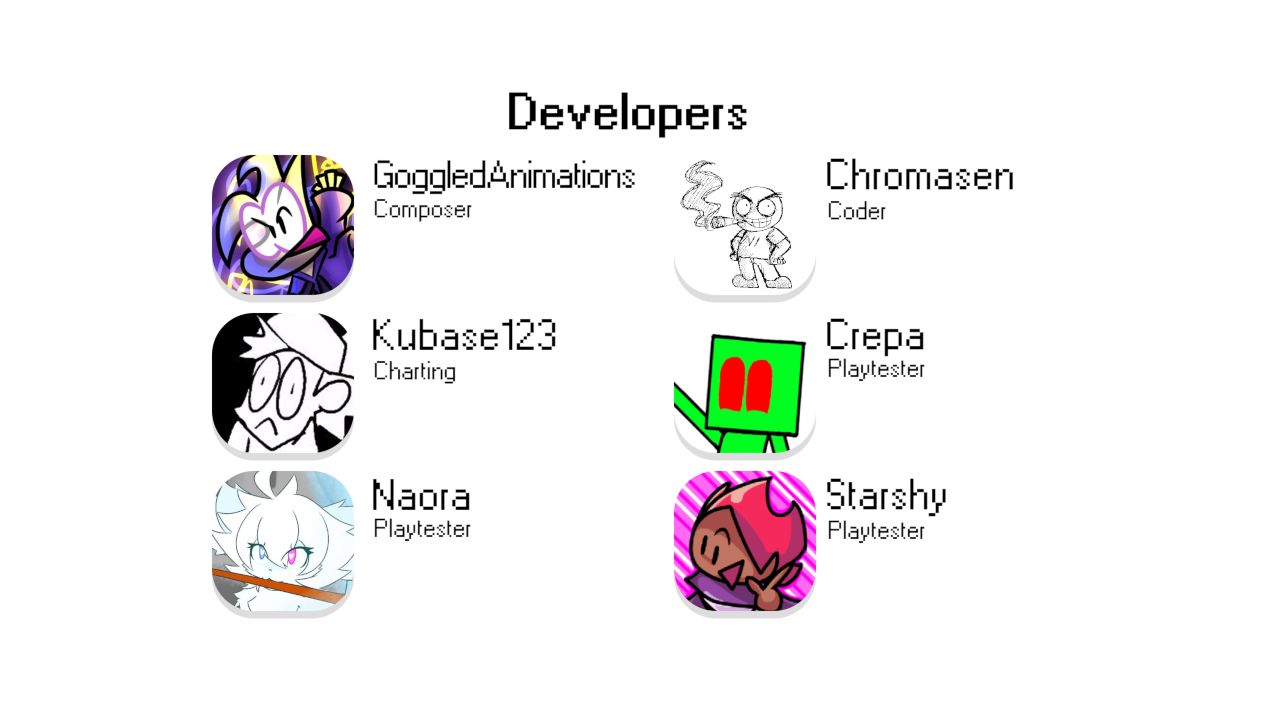 Developers
GoggledAnimations
Composer
Chromasen
Coder
Kubase123
Charting
Crepa
Playtester
Naora
Playtester
Starshy
Playtester